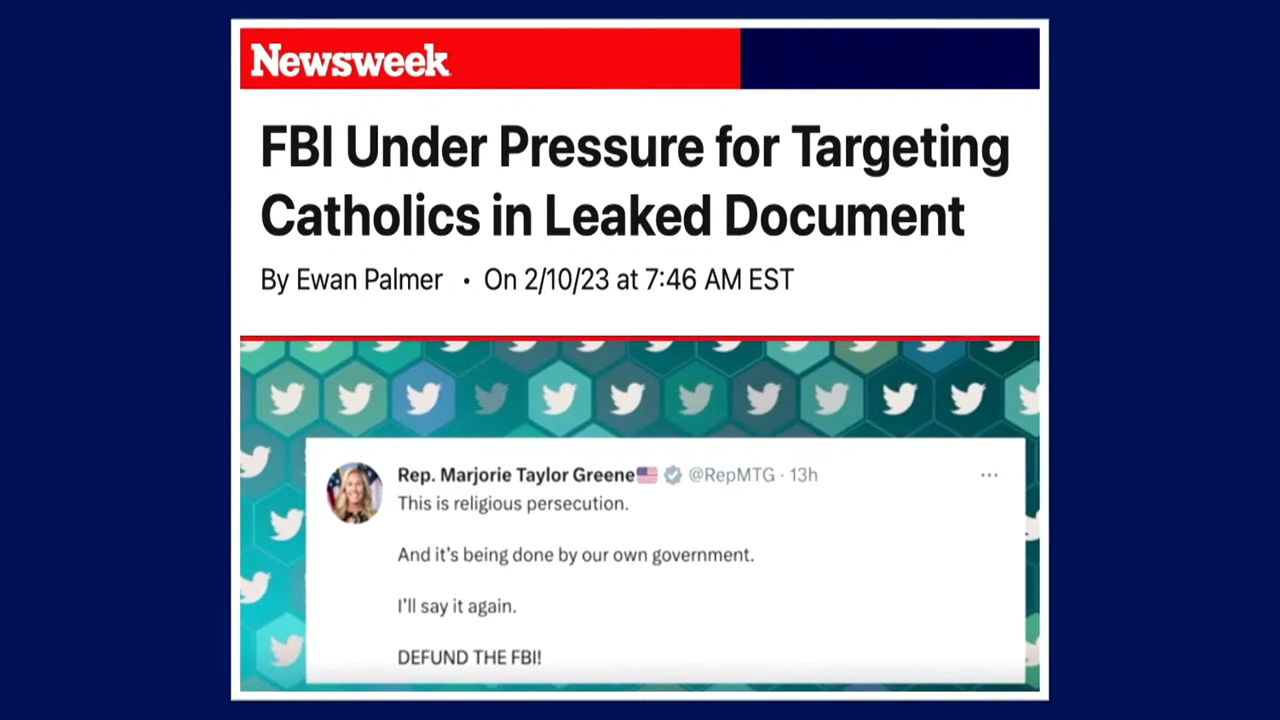 Newsweek
FBI Under Pressure for Targeting
Catholics in Leaked Document
By Ewan Palmer • On 2/10/23 at 7:46 AM EST
Rep. Marjorie Taylor Greene🇺🇸 @RepMTG · 13h ...
This is religious persecution.
And it's being done by our own government.
I'll say it again.
DEFUND THE FBI!